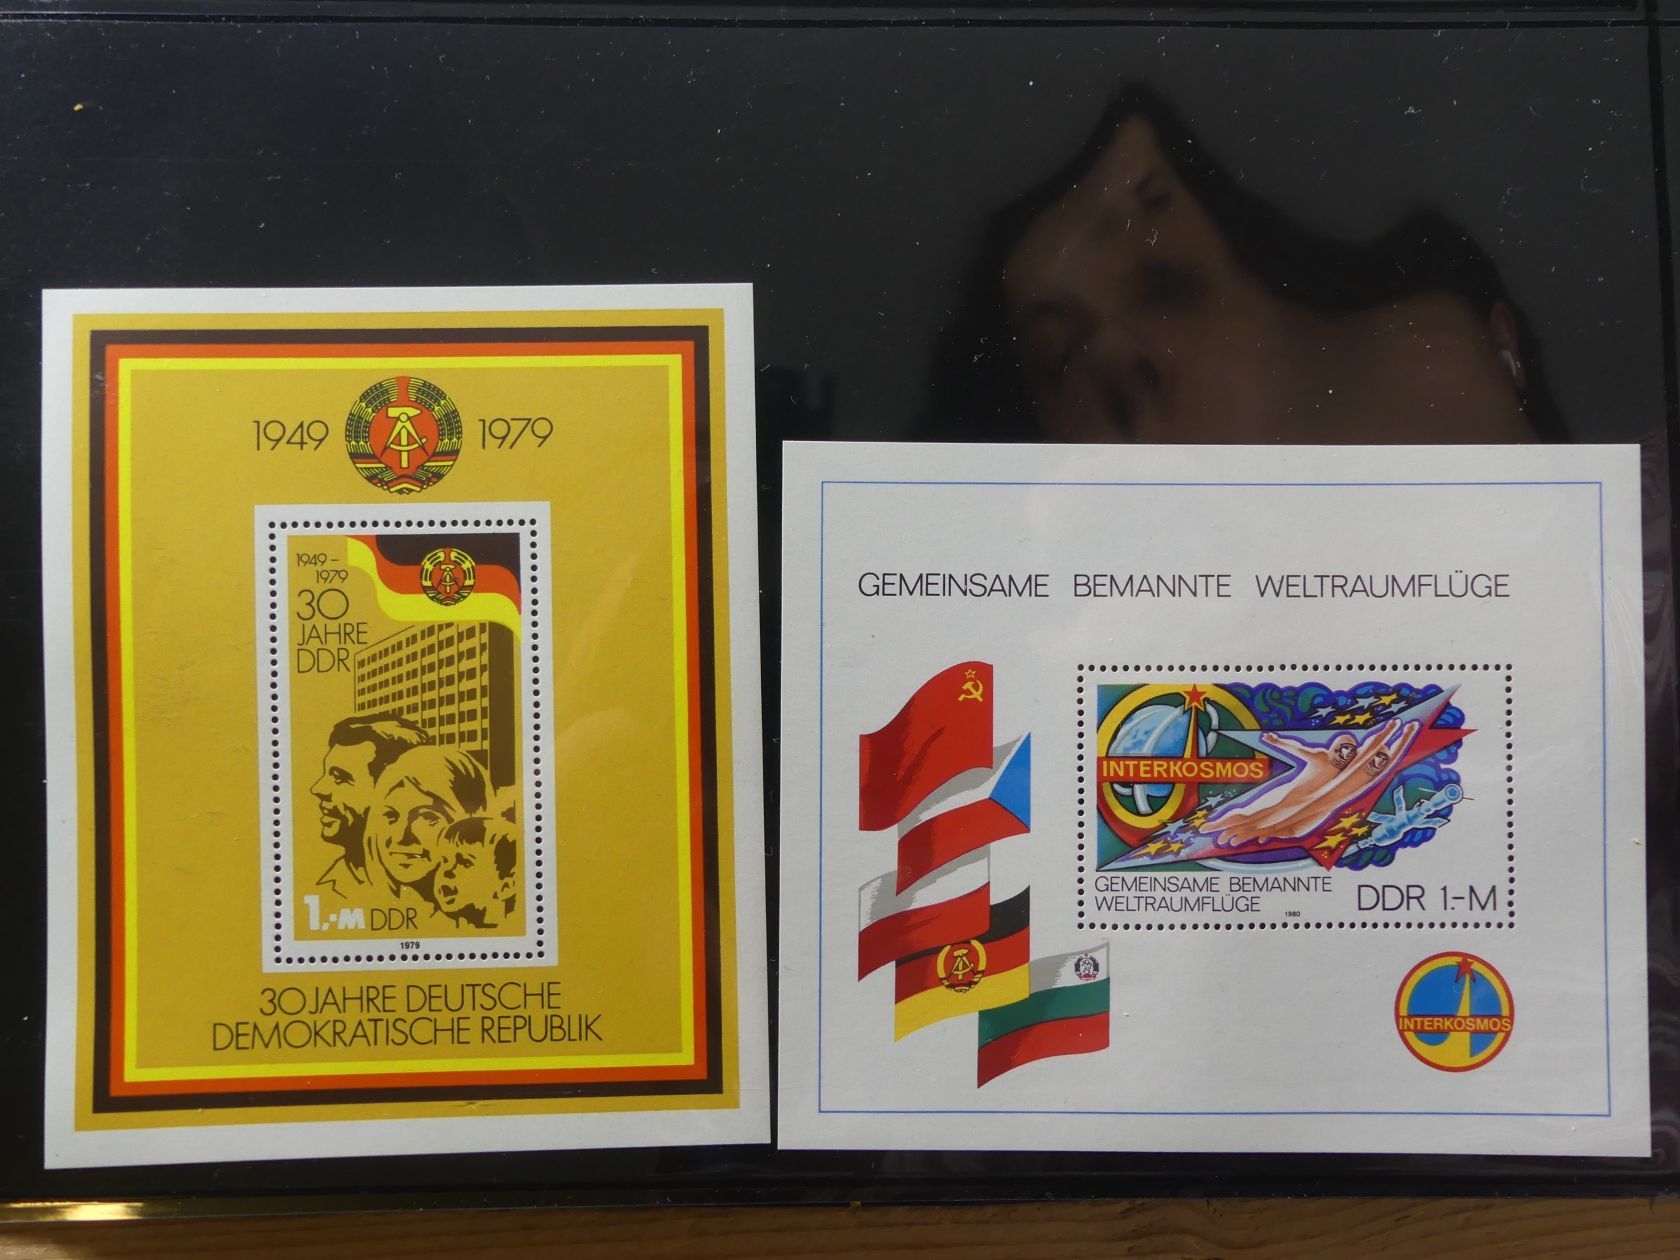 1949 1979
1949-
1979
30
JAHRE
DDR
1,-M DDR
1979
30 JAHRE DEUTSCHE
DEMOKRATISCHE REPUBLIK
GEMEINSAME BEMANNTE WELTRAUMFLÜGE
INTERKOSMOS
GEMEINSAME BEMANNTE
WELTRAUMFLÜGE
1980
DDR 1.-M
INTERKOSMOS